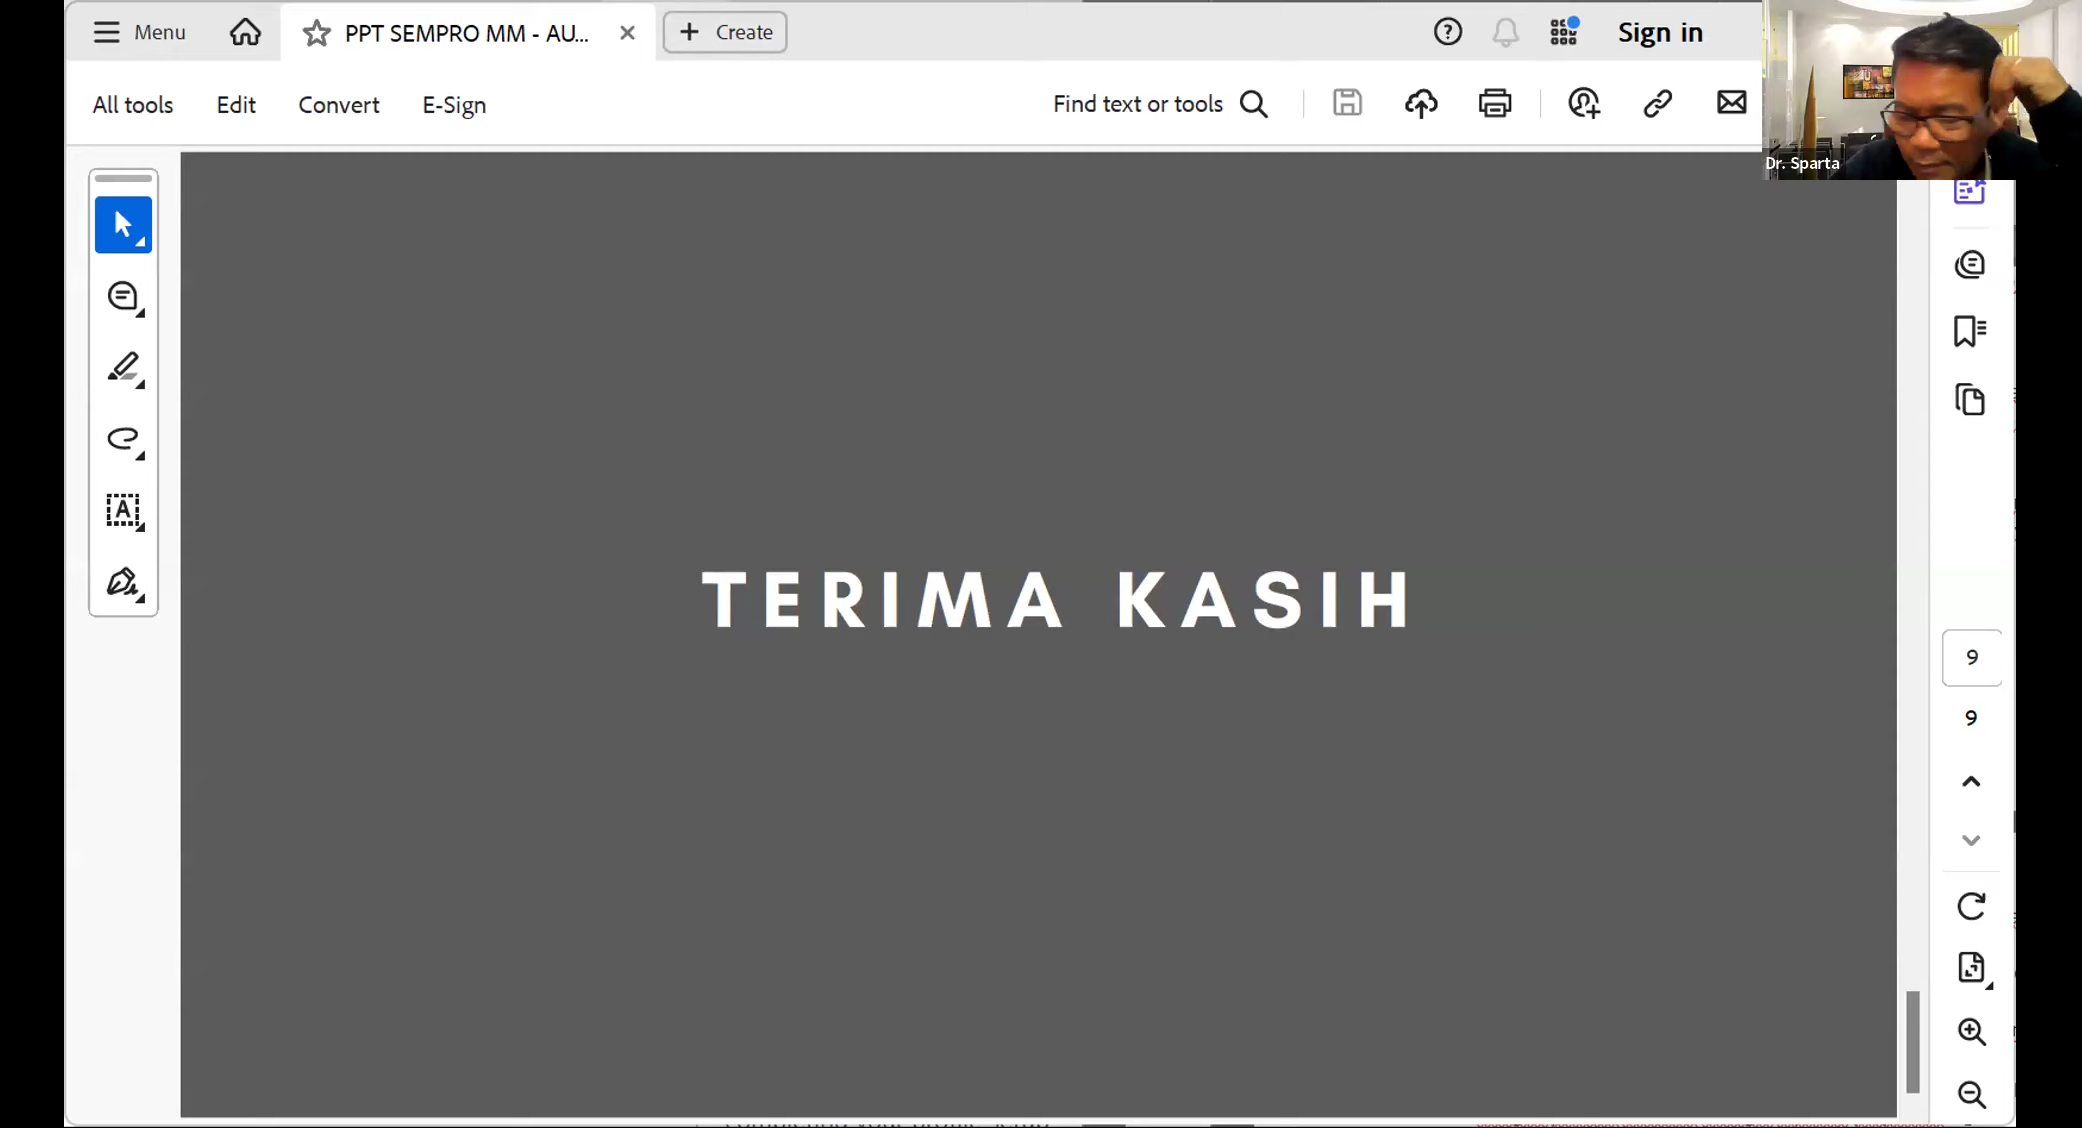 Menu
PPT SEMPRO MM - AU...
Create
Sign in
All tools
Edit
Convert
E-Sign
Find text or tools
Dr. Sparta
TERIMA KASIH
9
9